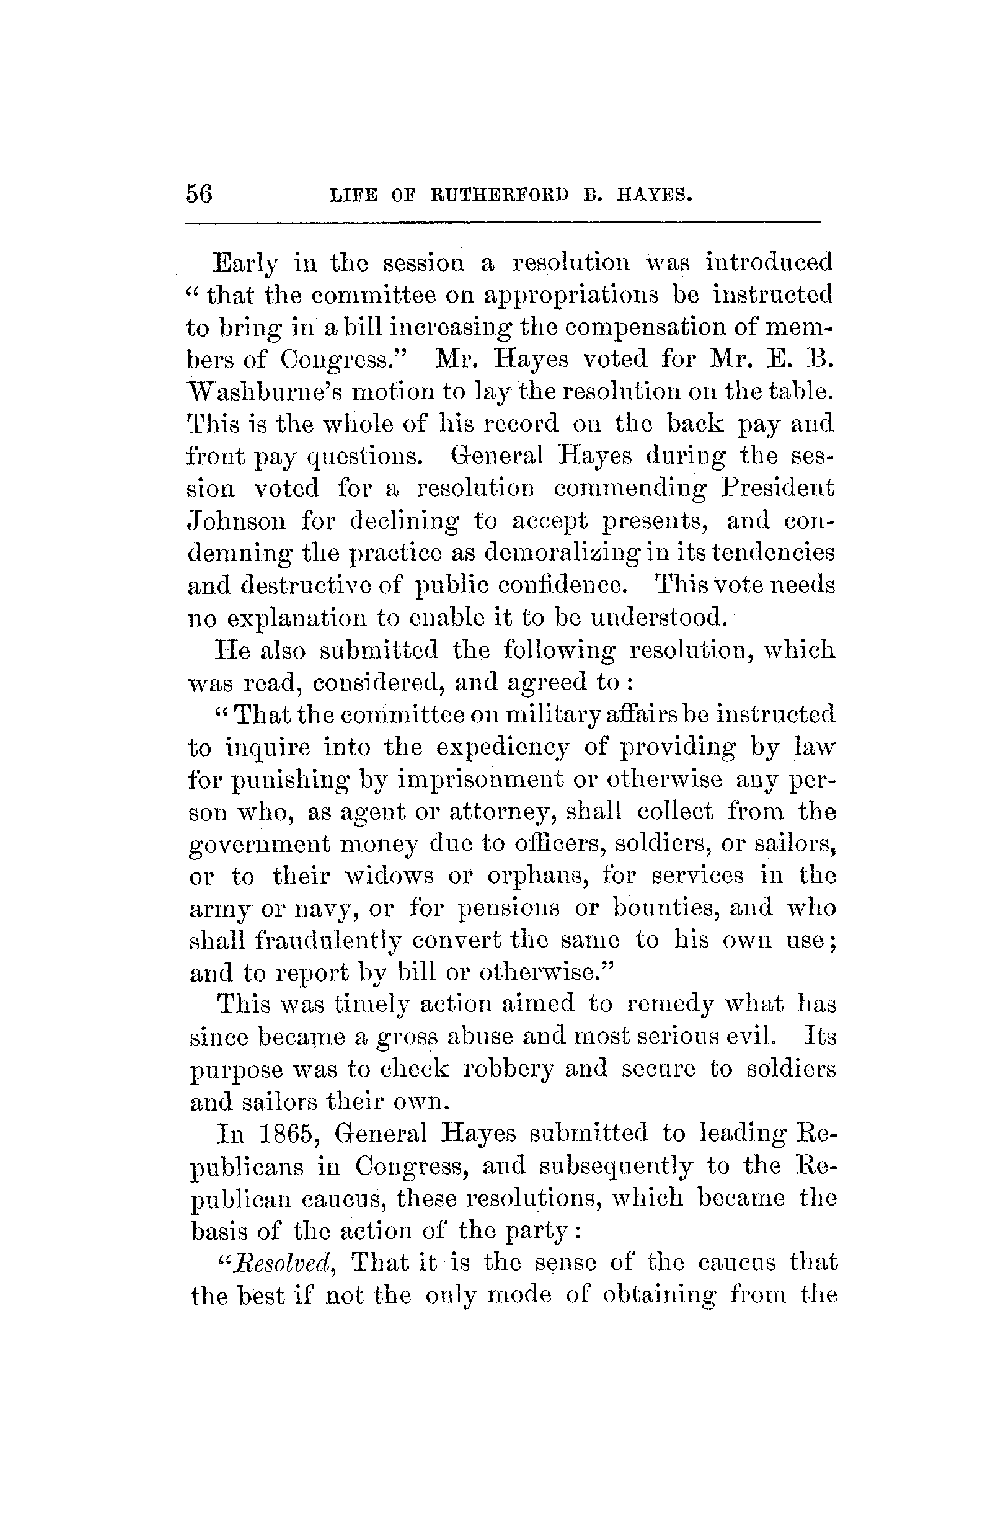 56 LIFE OF RUTHERFORD B. HAYES.
Early in the session a resolution was introduced
“ that the committee on appropriations be instructed
to bring in a bill increasing the compensation of mem-
bers of Congress.” Mr. Hayes voted for Mr. E. B.
Washburne’s motion to lay the resolution on the table.
This is the whole of his record on the back pay and
front pay questions. General Hayes during the ses-
sion voted for a resolution commending President
Johnson for declining to accept presents, and con-
demning the practice as demoralizing in its tendencies
and destructive of public confidence. This vote needs
no explanation to enable it to be understood.
He also submitted the following resolution, which
was read, considered, and agreed to :
“ That the committee on military affairs be instructed
to inquire into the expediency of providing by law
for punishing by imprisonment or otherwise any per-
son who, as agent or attorney, shall collect from the
government money due to officers, soldiers, or sailors,
or to their widows or orphans, for services in the
army or navy, or for pensions or bounties, and who
shall fraudulently convert the same to his own use;
and to report by bill or otherwise.”
This was timely action aimed to remedy what has
since became a gross abuse and most serious evil. Its
purpose was to check robbery and secure to soldiers
and sailors their own.
In 1865, General Hayes submitted to leading Re-
publicans in Congress, and subsequently to the Re-
publican caucus, these resolutions, which became the
basis of the action of the party :
“Resolved, That it is the sense of the caucus that
the best if not the only mode of obtaining from the